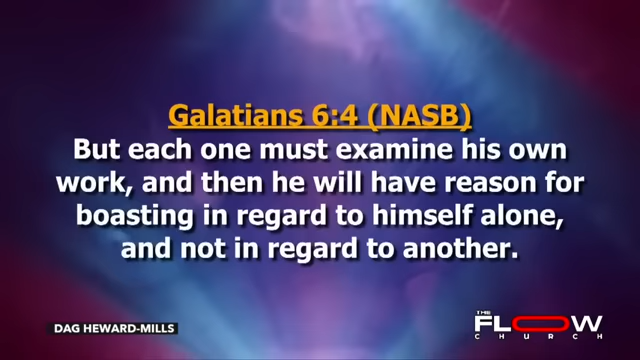 Galatians 6:4 (NASB)
But each one must examine his own
work, and then he will have reason for
boasting in regard to himself alone,
and not in regard to another.
DAG HEWARD-MILLS
THE
FLOW
CHURCH